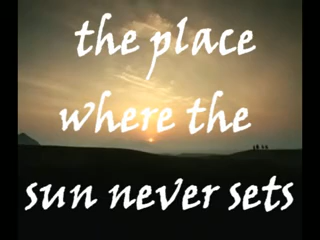 the place
where the
sun never sets